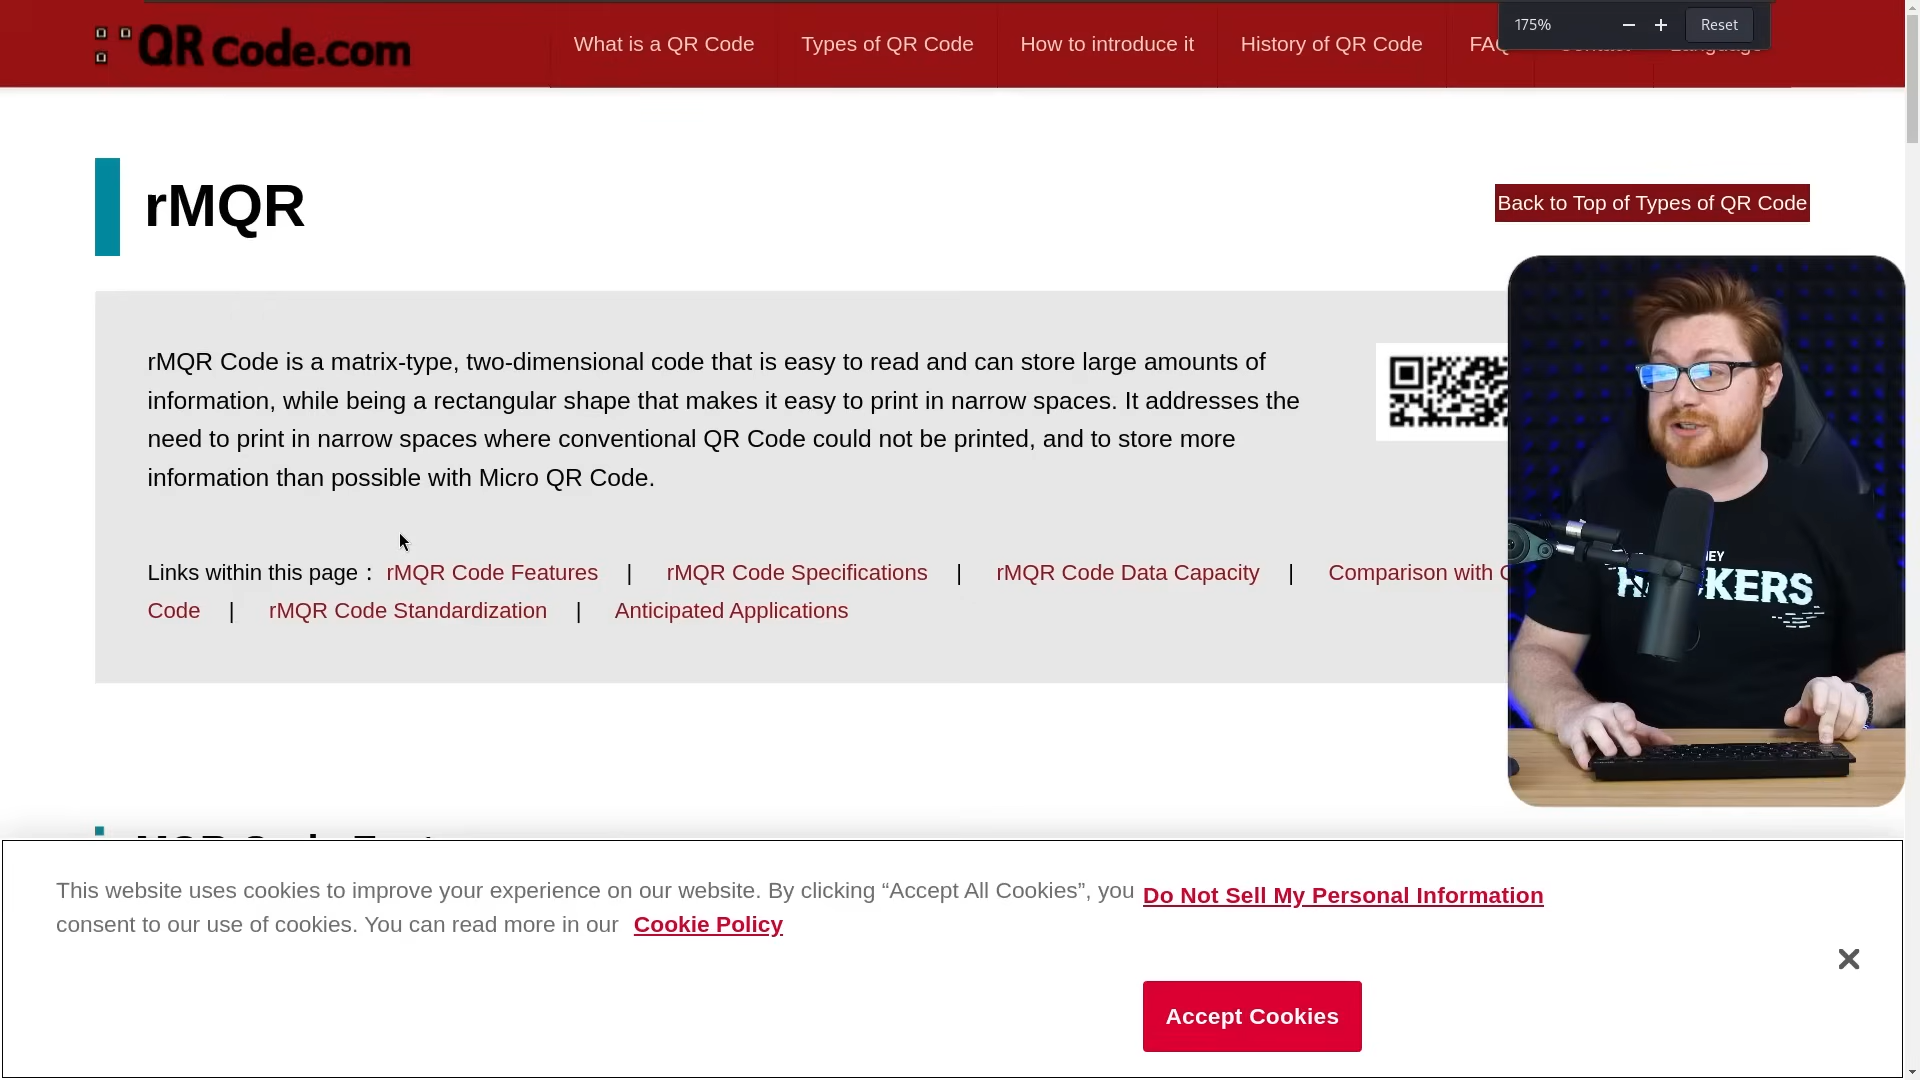 QR Code.com
What is a QR Code
Types of QR Code
How to introduce it
History of QR Code
FAQ
175%
Reset
rMQR
Back to Top of Types of QR Code
rMQR Code is a matrix-type, two-dimensional code that is easy to read and can store large amounts of
information, while being a rectangular shape that makes it easy to print in narrow spaces. It addresses the
need to print in narrow spaces where conventional QR Code could not be printed, and to store more
information than possible with Micro QR Code.
Links within this page： rMQR Code Features | rMQR Code Specifications | rMQR Code Data Capacity | Comparison with
Code | rMQR Code Standardization | Anticipated Applications
This website uses cookies to improve your experience on our website. By clicking “Accept All Cookies”, you
consent to our use of cookies. You can read more in our Cookie Policy
Do Not Sell My Personal Information
Accept Cookies